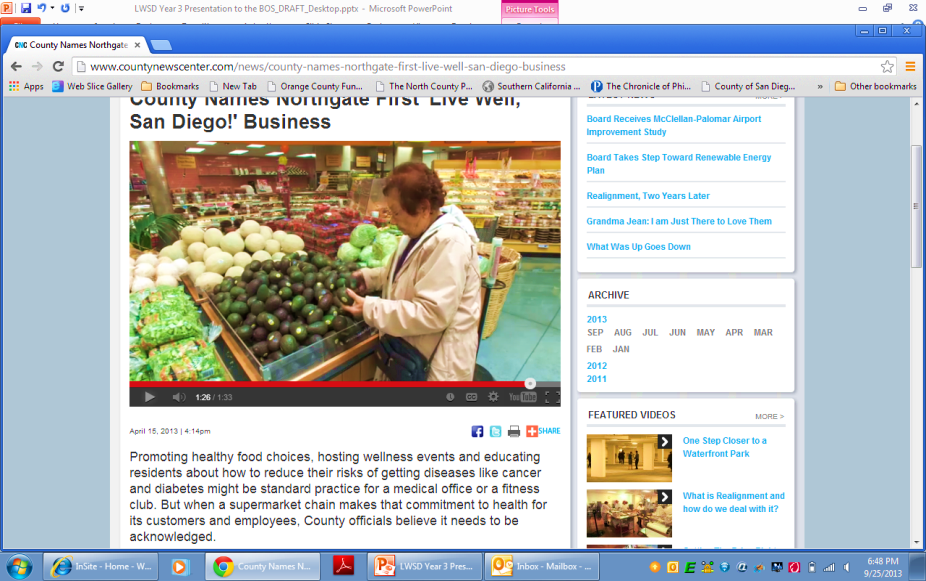 LWSD Year 3 Presentation to the BOS_DRAFT_Desktop.pptx - Microsoft PowerPoint
Picture Tools
CNC County Names Northgate
www.countynewscenter.com/news/county-names-northgate-first-live-well-san-diego-business
Apps Web Slice Gallery Bookmarks New Tab Orange County Fun... The North County P... Southern California ... The Chronicle of Phi... County of San Dieg... » Other bookmarks
County Names Northgate First 'Live Well,
San Diego!' Business
1:26 / 1:33
YouTube
April 15, 2013 | 4:14pm
SHARE
Promoting healthy food choices, hosting wellness events and educating
residents about how to reduce their risks of getting diseases like cancer
and diabetes might be standard practice for a medical office or a fitness
club. But when a supermarket chain makes that commitment to health for
its customers and employees, County officials believe it needs to be
acknowledged.
LATEST NEWS MORE >
Board Receives McClellan-Palomar Airport
Improvement Study
Board Takes Step Toward Renewable Energy
Plan
Realignment, Two Years Later
Grandma Jean: I am Just There to Love Them
What Was Up Goes Down
ARCHIVE
2013
SEP AUG JUL JUN MAY APR MAR
FEB JAN
2012
2011
FEATURED VIDEOS MORE >
One Step Closer to a
Waterfront Park
What is Realignment and
how do we deal with it?
InSite - Home - W... County Names N... LWSD Year 3 Pres... Inbox - Mailbox - ...
6:48 PM
9/25/2013